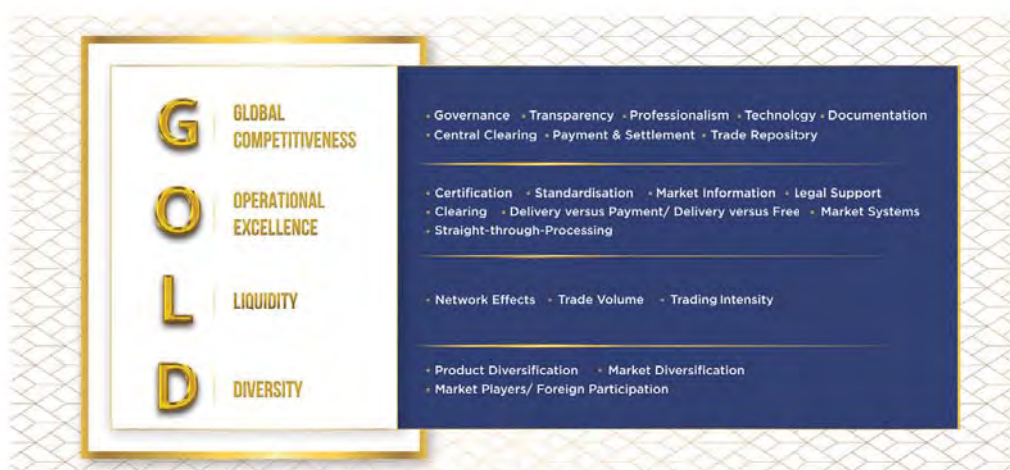 G
GLOBAL
COMPETITIVENESS
• Governance • Transparency • Professionalism • Technology • Documentation
• Central Clearing • Payment & Settlement • Trade Repository
O
OPERATIONAL
EXCELLENCE
• Certification • Standardisation • Market Information • Legal Support
• Clearing • Delivery versus Payment/ Delivery versus Free • Market Systems
• Straight-through-Processing
L
LIQUIDITY
• Network Effects • Trade Volume • Trading Intensity
D
DIVERSITY
• Product Diversification • Market Diversification
• Market Players/ Foreign Participation